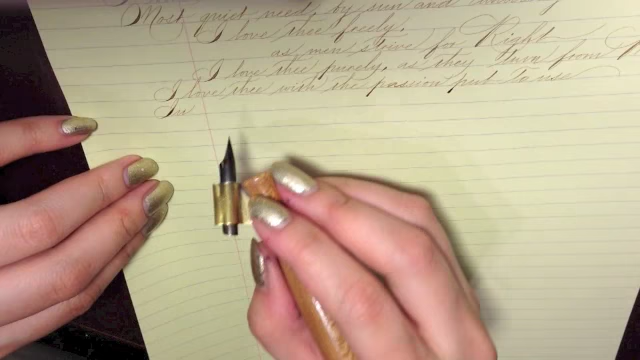 Most quiet need, by sun and
I love thee freely,
as men strive for Right
I love thee purely, as they turn from
I love thee with the passion put to use
In